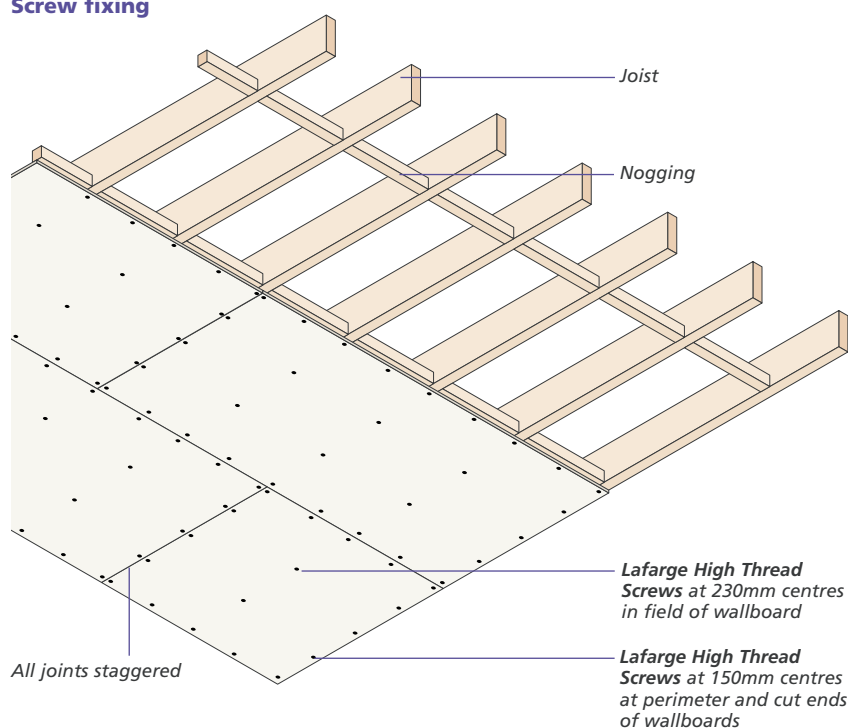 Screw fixing
Joist
Nogging
Lafarge High Thread
Screws at 230mm centres
in field of wallboard
All joints staggered
Lafarge High Thread
Screws at 150mm centres
at perimeter and cut ends
of wallboards